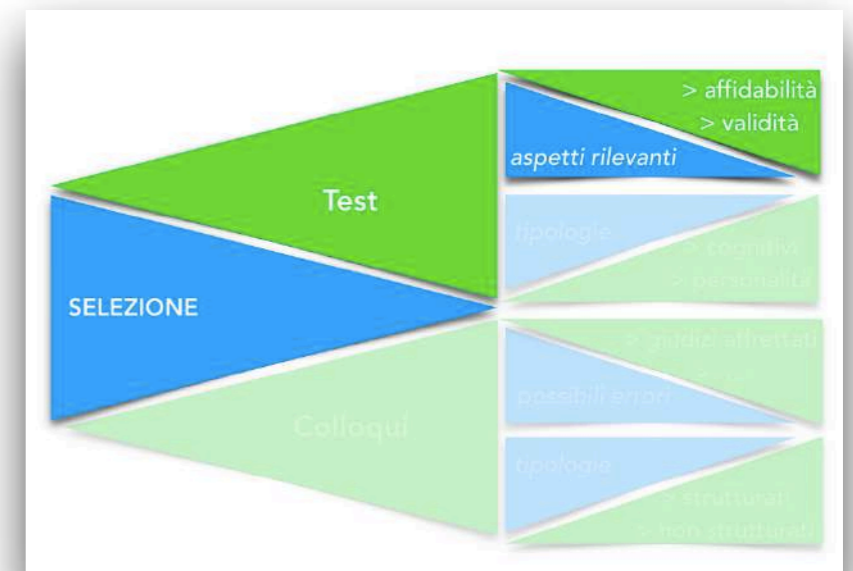 > affidabilità
> validità
aspetti rilevanti
Test
tipologie
> cognitivi
> personalità
SELEZIONE
> giudizi affrettati
possibili errori
Colloqui
tipologie
> strutturati
> non strutturati